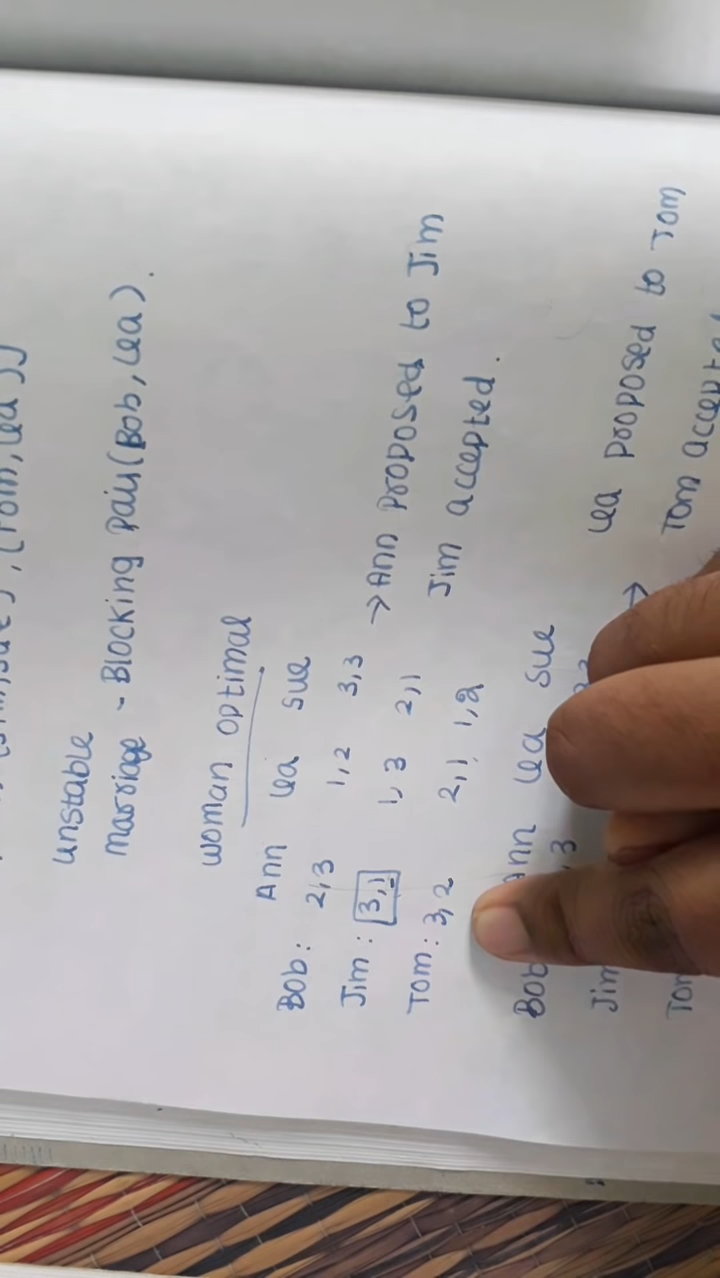 (Tom, Lea)}
unstable
marriage - Blocking pair (Bob, Lea).
woman optimal
Ann Lea Sue
Bob: 2,3 1,2 3,3
Jim: 3,1 1,3 2,1 → Ann proposed to Jim
Jim accepted.
Tom: 3,2 2,1 1,2
Ann Lea Sue
Bob
Jim → Lea proposed to Tom
Tom